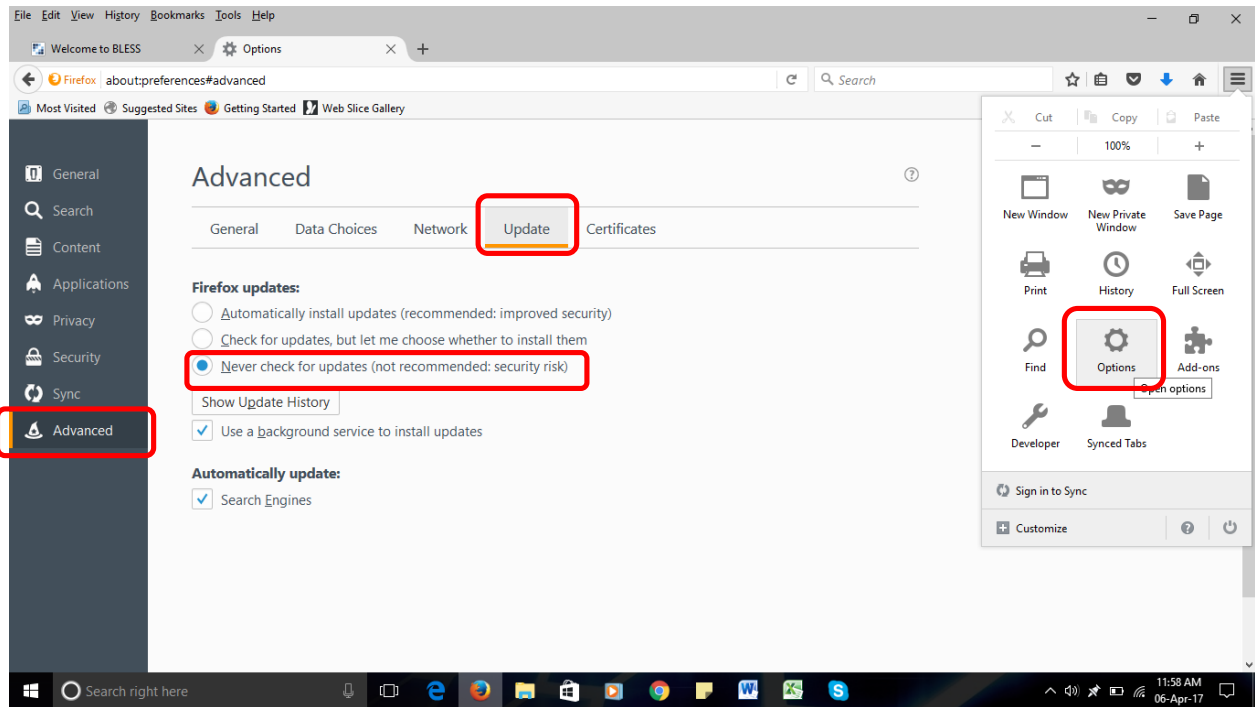 File Edit View History Bookmarks Tools Help
Welcome to BLESS Options
Firefox about:preferences#advanced Search
Most Visited Suggested Sites Getting Started Web Slice Gallery
General
Search
Content
Applications
Privacy
Security
Sync
Advanced
Advanced
General Data Choices Network Update Certificates
Firefox updates:
Automatically install updates (recommended: improved security)
Check for updates, but let me choose whether to install them
Never check for updates (not recommended: security risk)
Show Update History
Use a background service to install updates
Automatically update:
Search Engines
Cut Copy Paste
− 100% +
New Window New Private Window Save Page
Print History Full Screen
Find Options Add-ons
Open options
Developer Synced Tabs
Sign in to Sync
Customize
Search right here
11:58 AM
06-Apr-17